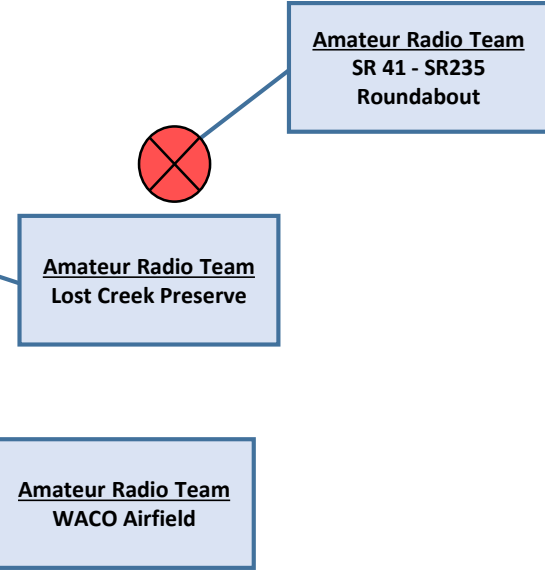 Amateur Radio Team
SR 41 - SR235
Roundabout
Amateur Radio Team
Lost Creek Preserve
Amateur Radio Team
WACO Airfield